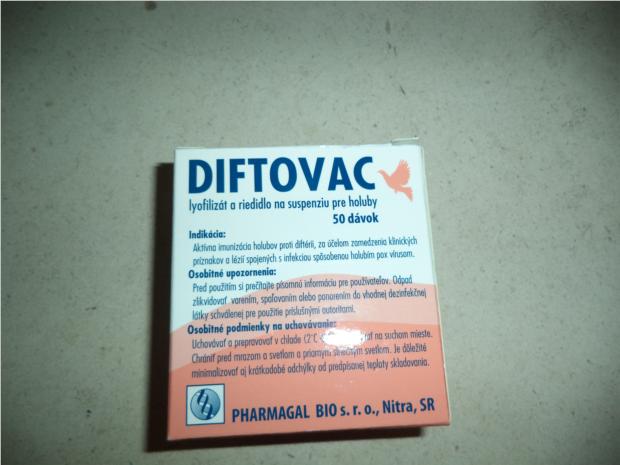 DIFTOVAC
lyofilizát a riedidlo na suspenziu pre holuby
50 dávok
Indikácia:
Aktívna imunizácia holubov proti diftérii, za účelom zamedzenia klinických
príznakov a lézií spojených s infekciou spôsobenou holubím pox vírusom.
Osobitné upozornenia:
Pred použitím si prečítajte písomnú informáciu pre používateľov. Odpad
zlikvidovať varením, spaľovaním alebo ponorením do vhodnej dezinfekčnej
látky schválenej pre použitie príslušnými autoritami.
Osobitné podmienky na uchovávanie:
Uchovávať a prepravovať v chlade (2°C na suchom mieste.
Chrániť pred mrazom a svetlom a priamym slnečným svetlom. Je dôležité
minimalizovať aj krátkodobé odchýlky od predpísanej teploty skladovania.
PHARMAGAL BIO s. r. o., Nitra, SR